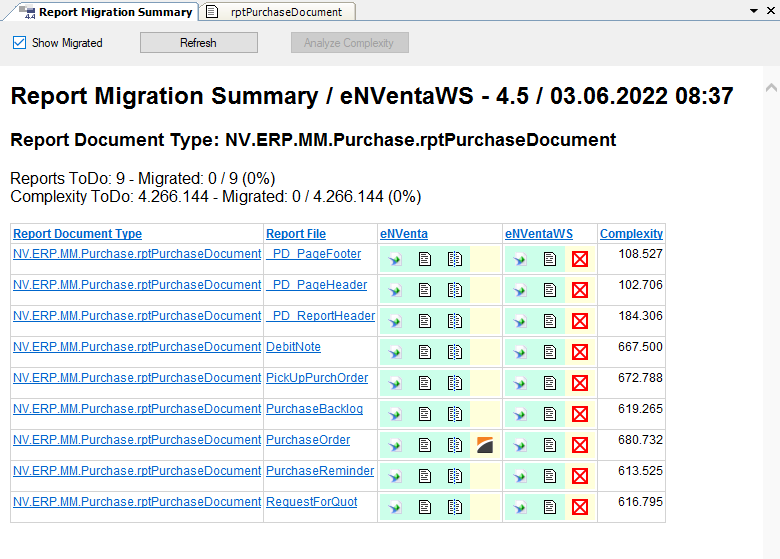 Report Migration Summary rptPurchaseDocument
Show Migrated Refresh Analyze Complexity
Report Migration Summary / eNVentaWS - 4.5 / 03.06.2022 08:37
Report Document Type: NV.ERP.MM.Purchase.rptPurchaseDocument
Reports ToDo: 9 - Migrated: 0 / 9 (0%)
Complexity ToDo: 4.266.144 - Migrated: 0 / 4.266.144 (0%)
Report Document Type Report File eNVenta eNVentaWS Complexity
NV.ERP.MM.Purchase.rptPurchaseDocument _PD_PageFooter 108.527
NV.ERP.MM.Purchase.rptPurchaseDocument _PD_PageHeader 102.706
NV.ERP.MM.Purchase.rptPurchaseDocument _PD_ReportHeader 184.306
NV.ERP.MM.Purchase.rptPurchaseDocument DebitNote 667.500
NV.ERP.MM.Purchase.rptPurchaseDocument PickUpPurchOrder 672.788
NV.ERP.MM.Purchase.rptPurchaseDocument PurchaseBacklog 619.265
NV.ERP.MM.Purchase.rptPurchaseDocument PurchaseOrder 680.732
NV.ERP.MM.Purchase.rptPurchaseDocument PurchaseReminder 613.525
NV.ERP.MM.Purchase.rptPurchaseDocument RequestForQuot 616.795